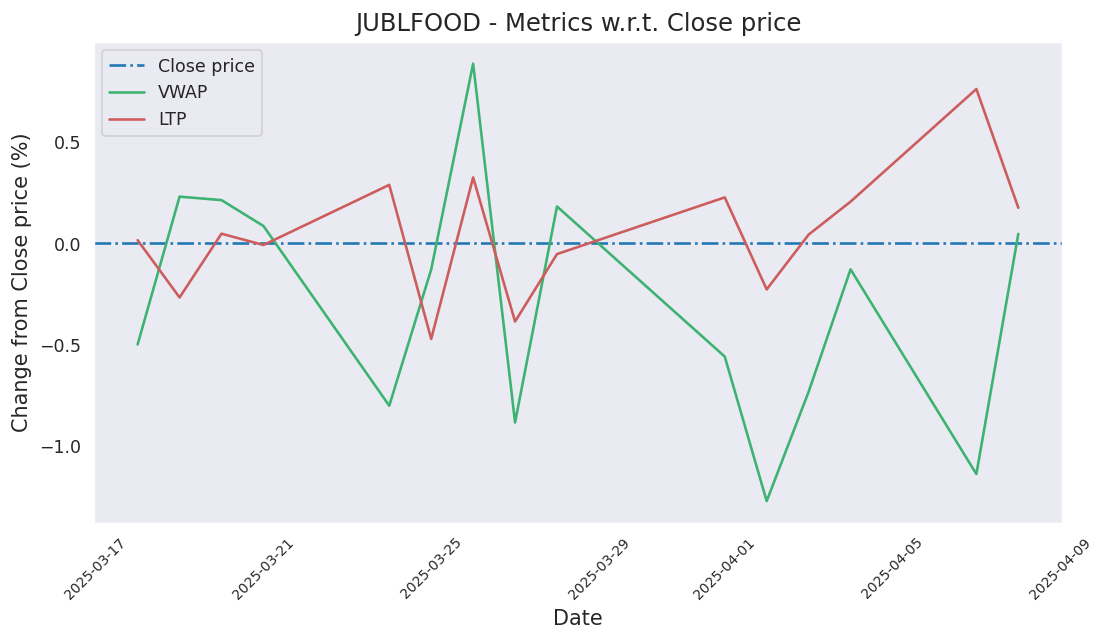 JUBLFOOD - Metrics w.r.t. Close price
Close price
VWAP
LTP
Change from Close price (%)
0.5
0.0
−0.5
−1.0
2025-03-17
2025-03-21
2025-03-25
2025-03-29
2025-04-01
2025-04-05
2025-04-09
Date